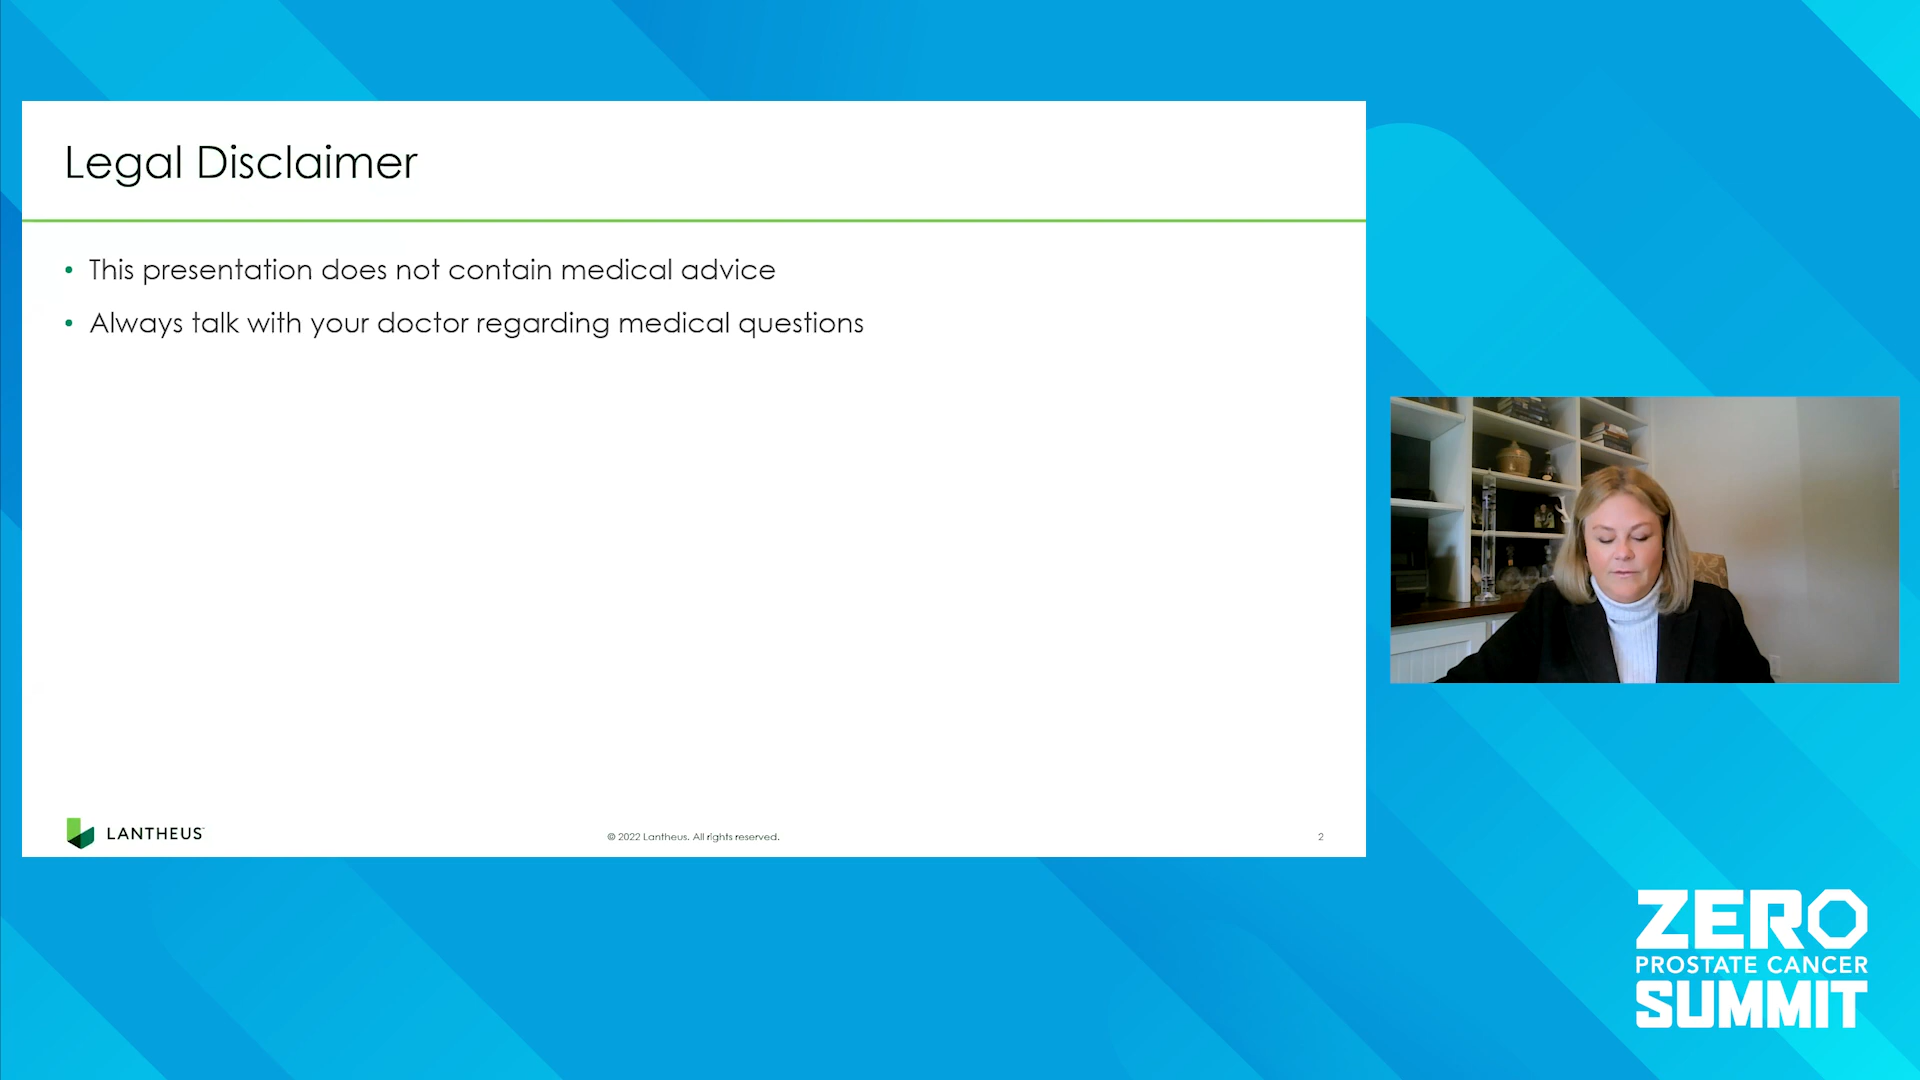 Legal Disclaimer
• This presentation does not contain medical advice
• Always talk with your doctor regarding medical questions
LANTHEUS
© 2022 Lantheus. All rights reserved.
2
ZERO
PROSTATE CANCER
SUMMIT